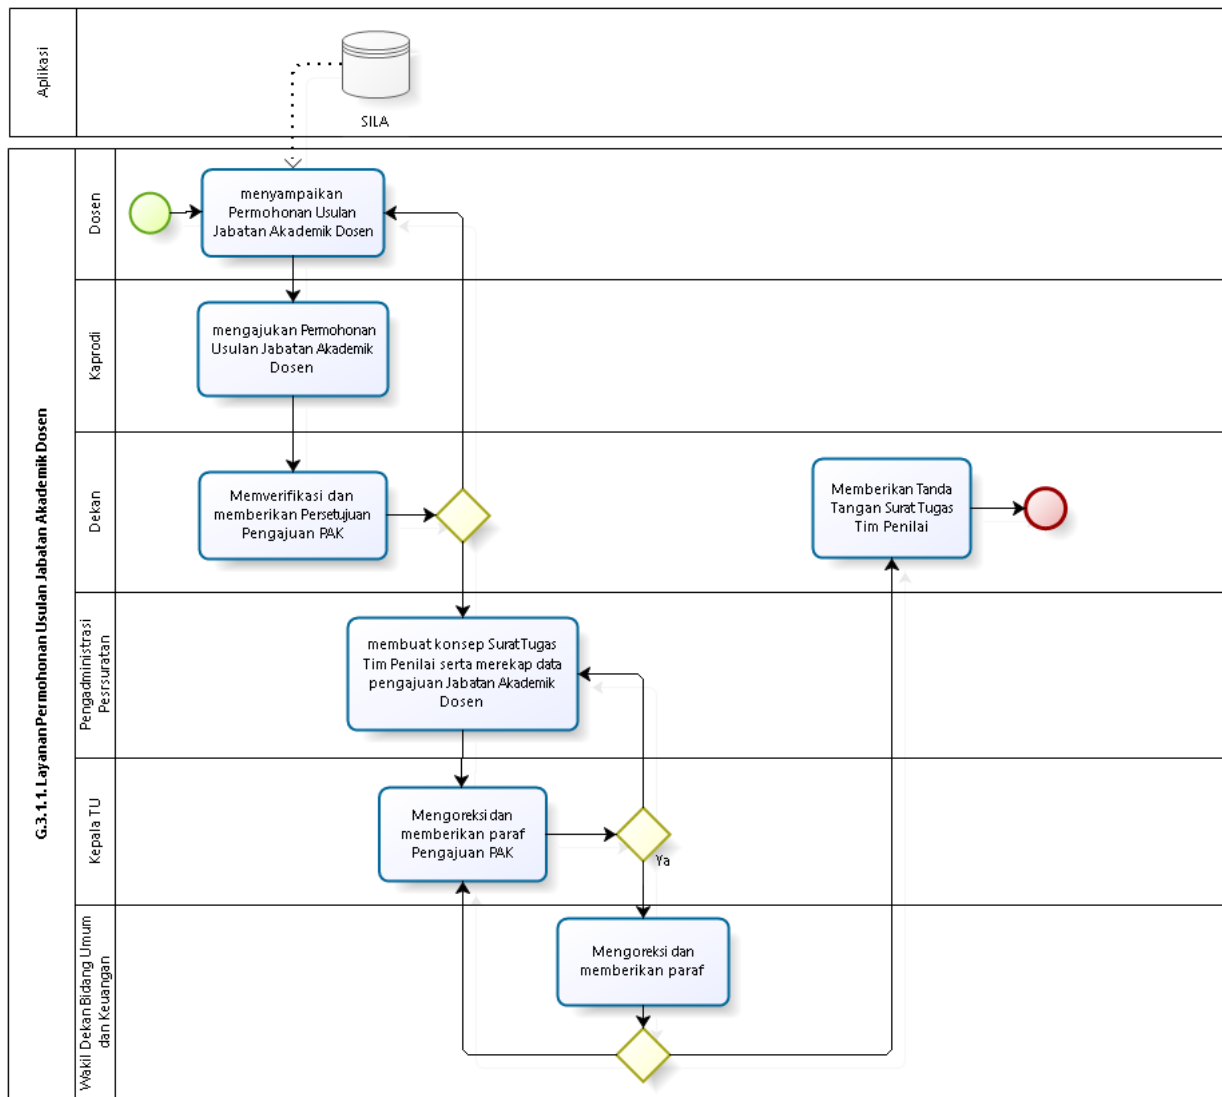 Aplikasi
SILA
G.3.1.1. Layanan Permohonan Usulan Jabatan Akademik Dosen
Dosen
menyampaikan
Permohonan Usulan
Jabatan Akademik Dosen
Kaprodi
mengajukan Permohonan
Usulan Jabatan Akademik
Dosen
Dekan
Memverifikasi dan
memberikan Persetujuan
Pengajuan PAK
Memberikan Tanda
Tangan Surat Tugas
Tim Penilai
Pengadministrasi
Pesrsuratan
membuat konsep Surat Tugas
Tim Penilai serta merekap data
pengajuan Jabatan Akademik
Dosen
Kepala TU
Mengoreksi dan
memberikan paraf
Pengajuan PAK
Ya
Wakil Dekan Bidang Umum
dan Keuangan
Mengoreksi dan
memberikan paraf